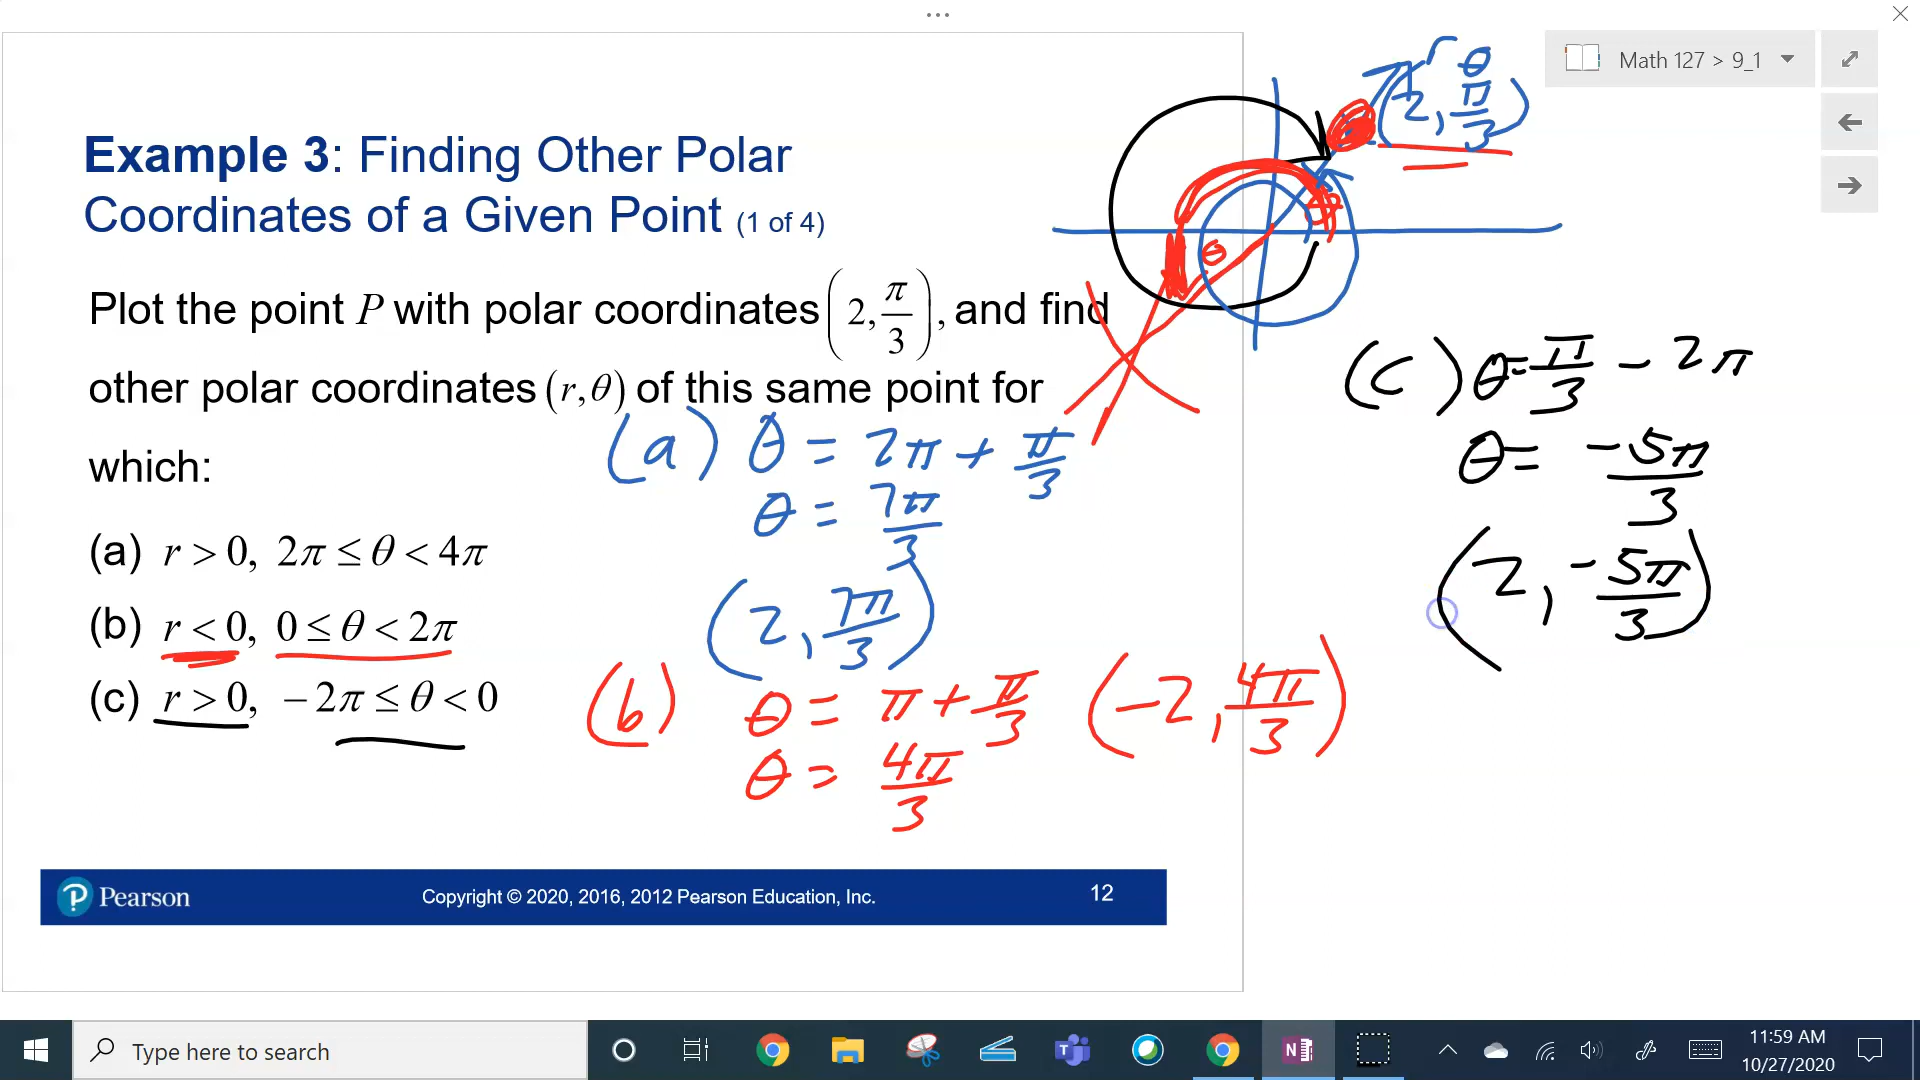 Math 127 > 9_1
Example 3: Finding Other Polar
Coordinates of a Given Point (1 of 4)
Plot the point P with polar coordinates (2, π/3), and find
other polar coordinates (r, θ) of this same point for
which:
(a) r > 0, 2π ≤ θ < 4π
(b) r < 0, 0 ≤ θ < 2π
(c) r > 0, −2π ≤ θ < 0
r θ
(2, π/3)
θ
(a) θ = 2π + π/3
θ = 7π/3
(2, 7π/3)
(b) θ = π + π/3 (−2, 4π/3)
θ = 4π/3
(c) θ = π/3 − 2π
θ = −5π/3
(2, −5π/3)
Pearson
Copyright © 2020, 2016, 2012 Pearson Education, Inc.
12
Type here to search
11:59 AM
10/27/2020